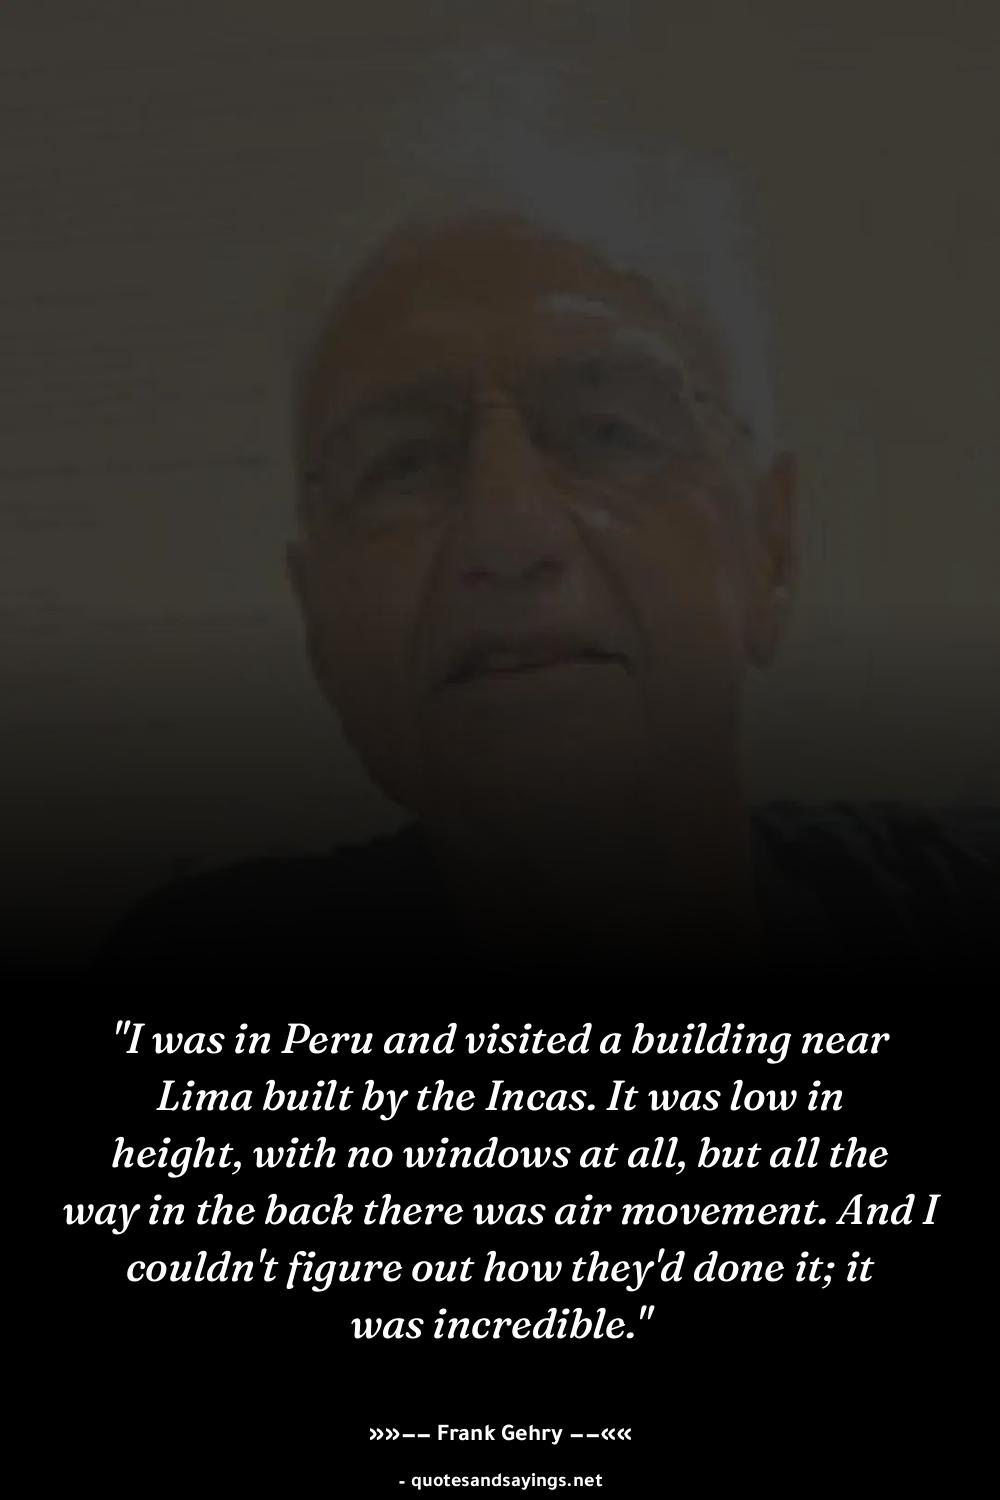 "I was in Peru and visited a building near
Lima built by the Incas. It was low in
height, with no windows at all, but all the
way in the back there was air movement. And I
couldn't figure out how they'd done it; it
was incredible."
»»−− Frank Gehry −−««
- quotesandsayings.net